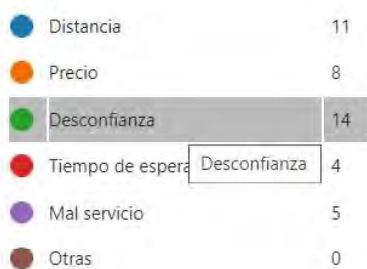 Distancia 11
Precio 8
Desconfianza 14
Tiempo de espera 4
Desconfianza
Mal servicio 5
Otras 0